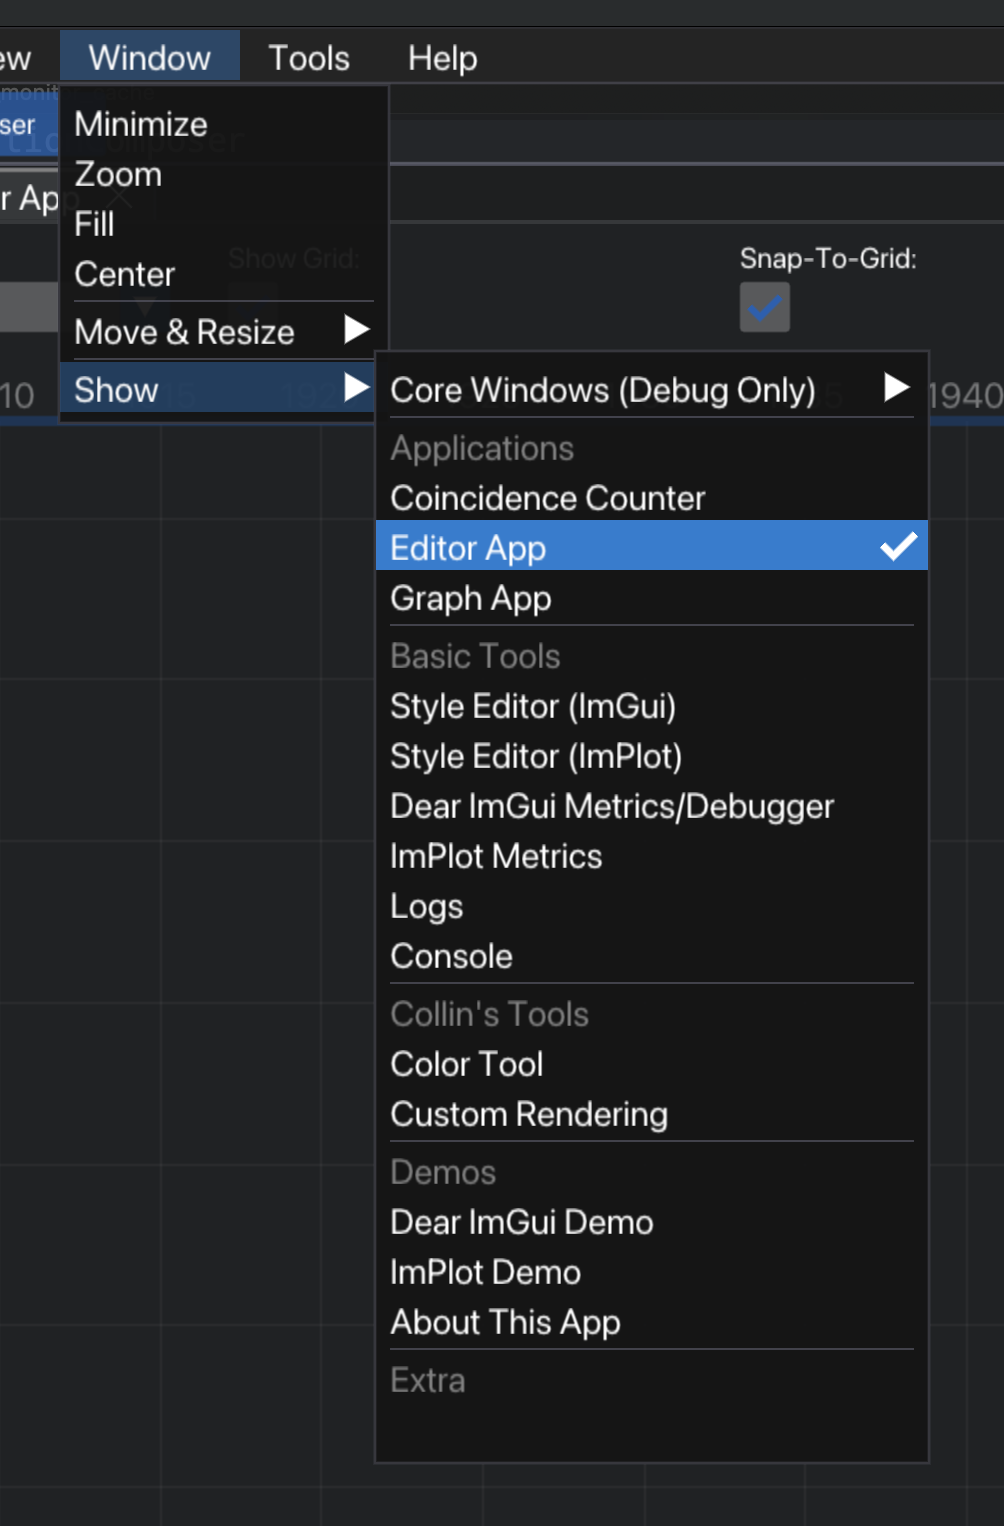 ew Window Tools Help
ser
Minimize
Zoom
r App
Fill
Show Grid:
Snap-To-Grid:
Center
Move & Resize
Show
10
1940
Core Windows (Debug Only)
Applications
Coincidence Counter
Editor App
Graph App
Basic Tools
Style Editor (ImGui)
Style Editor (ImPlot)
Dear ImGui Metrics/Debugger
ImPlot Metrics
Logs
Console
Collin's Tools
Color Tool
Custom Rendering
Demos
Dear ImGui Demo
ImPlot Demo
About This App
Extra